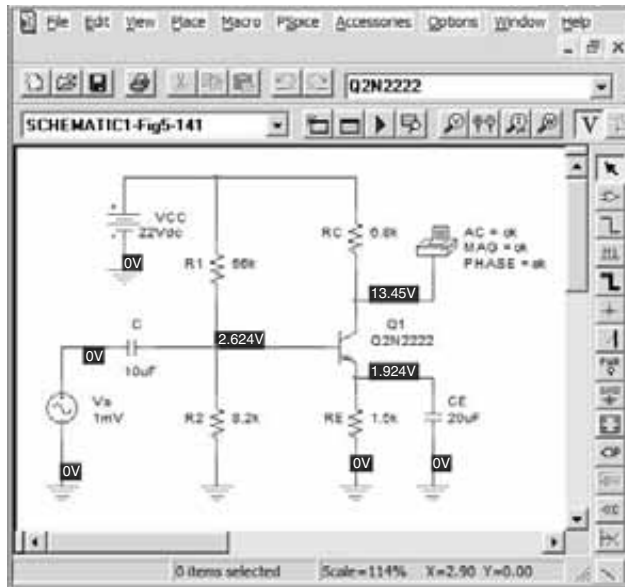 File Edit View Place Macro PSpice Accessories Options Window Help
Q2N2222
SCHEMATIC1-Fig5-141
V
VCC
22Vdc
0V
R1 56k
RC 6.8k
AC = ok
MAG = ok
PHASE = ok
13.45V
C
10uF
0V
2.624V
Q1
Q2N2222
1.924V
Vs
1mV
R2 8.2k
RE 1.5k
CE
20uF
0V
0V
0V
0 items selected Scale=114% X=2.90 Y=0.00